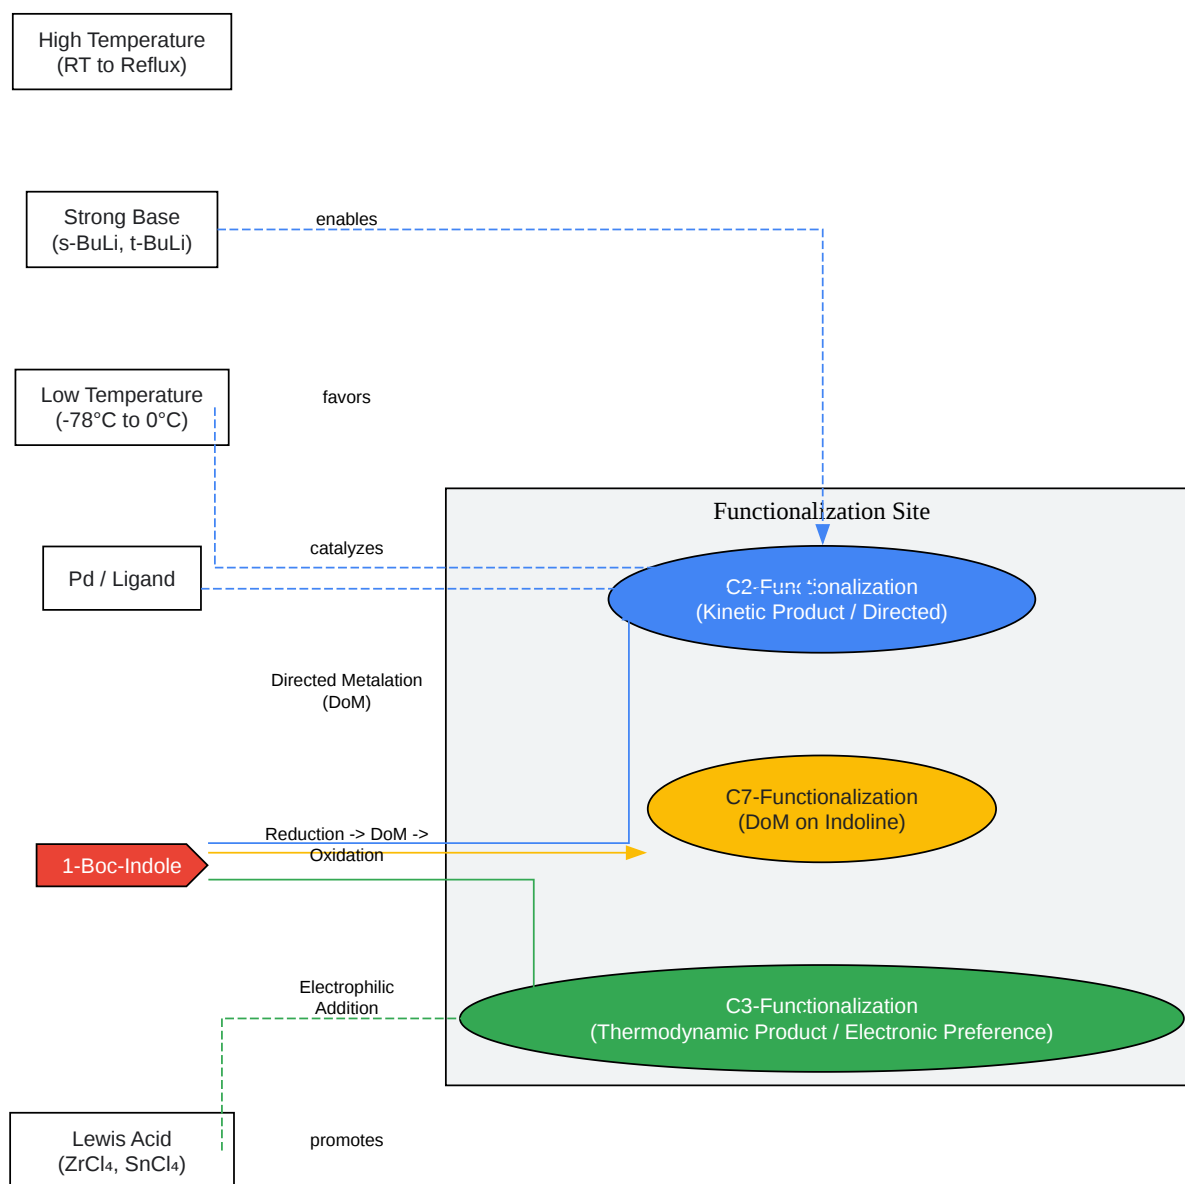 High Temperature
(RT to Reflux)
Strong Base
(s-BuLi, t-BuLi)
enables
Low Temperature
(-78°C to 0°C)
favors
Functionalization Site
catalyzes
Pd / Ligand
C2-Functionalization
(Kinetic Product / Directed)
Directed Metalation
(DoM)
C7-Functionalization
(DoM on Indoline)
Reduction -> DoM ->
Oxidation
1-Boc-Indole
Electrophilic
Addition
C3-Functionalization
(Thermodynamic Product / Electronic Preference)
Lewis Acid
(ZrCl₄, SnCl₄)
promotes